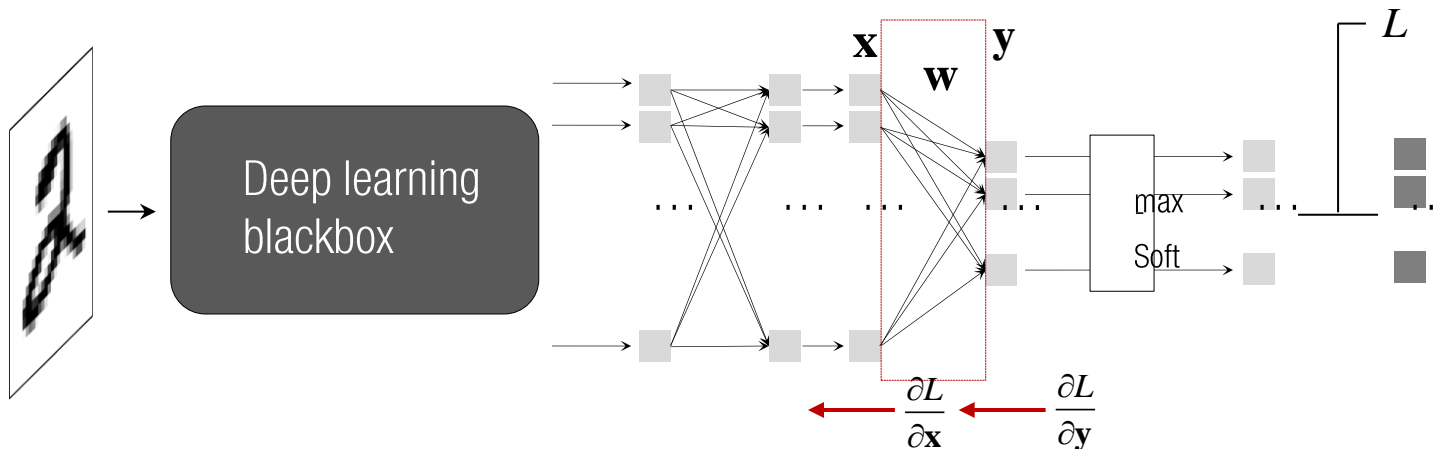 Deep learning
blackbox
x
w
y
L
max
Soft
...
...
...
...
...
...
∂L
∂x
∂L
∂y